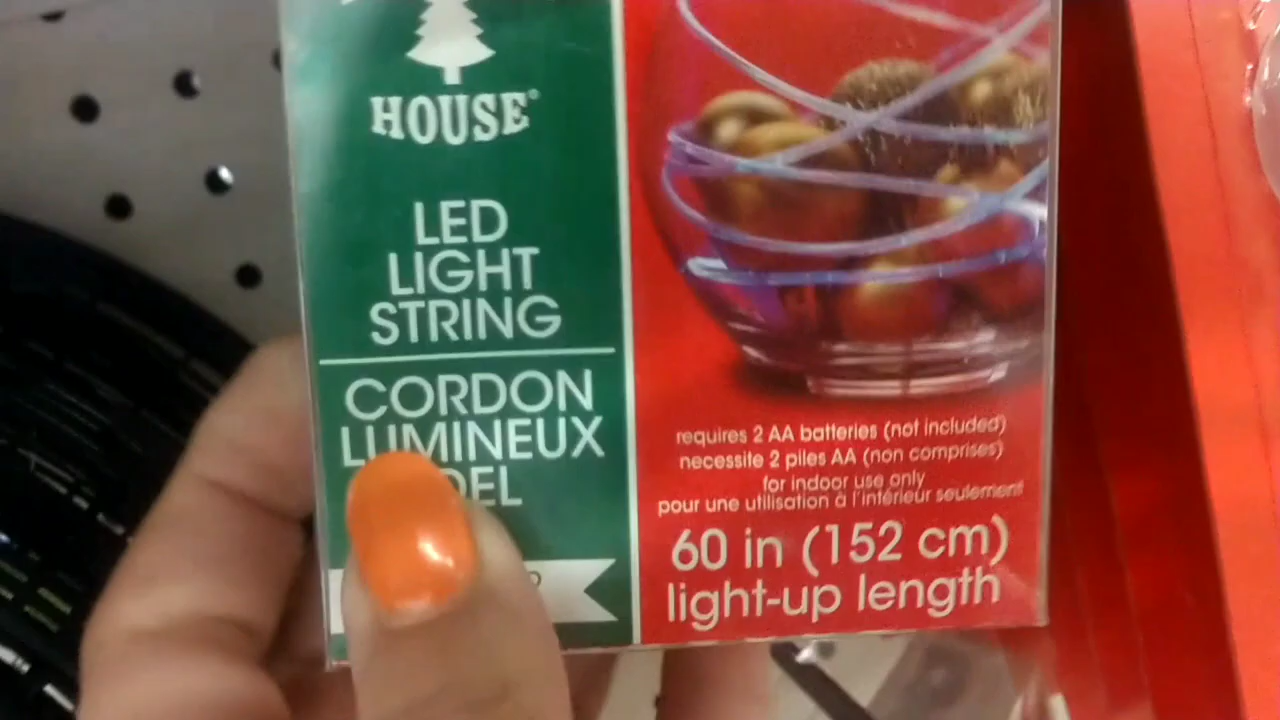 HOUSE®
LED
LIGHT
STRING
CORDON
LUMINEUX
DEL
requires 2 AA batteries (not included)
necessite 2 piles AA (non comprises)
for indoor use only
pour une utilisation à l'intérieur seulement
60 in (152 cm)
light-up length